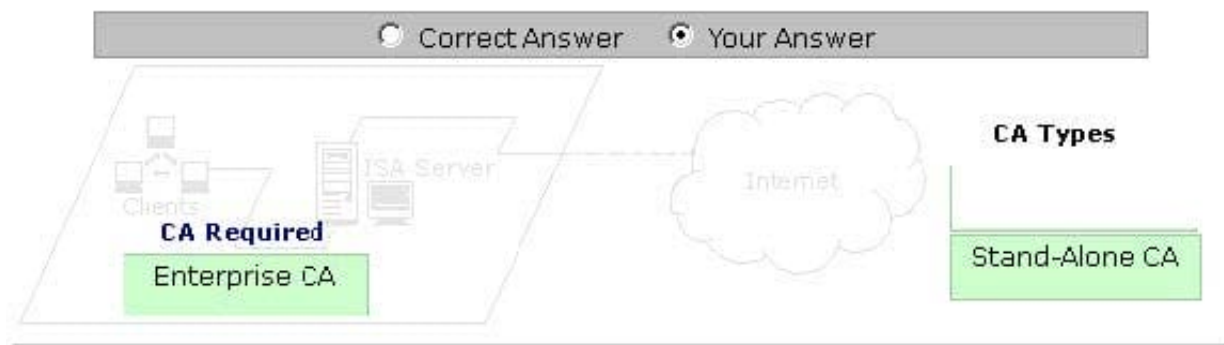 Correct Answer Your Answer
CA Types
ISA Server
Internet
Clients
CA Required
Enterprise CA
Stand-Alone CA